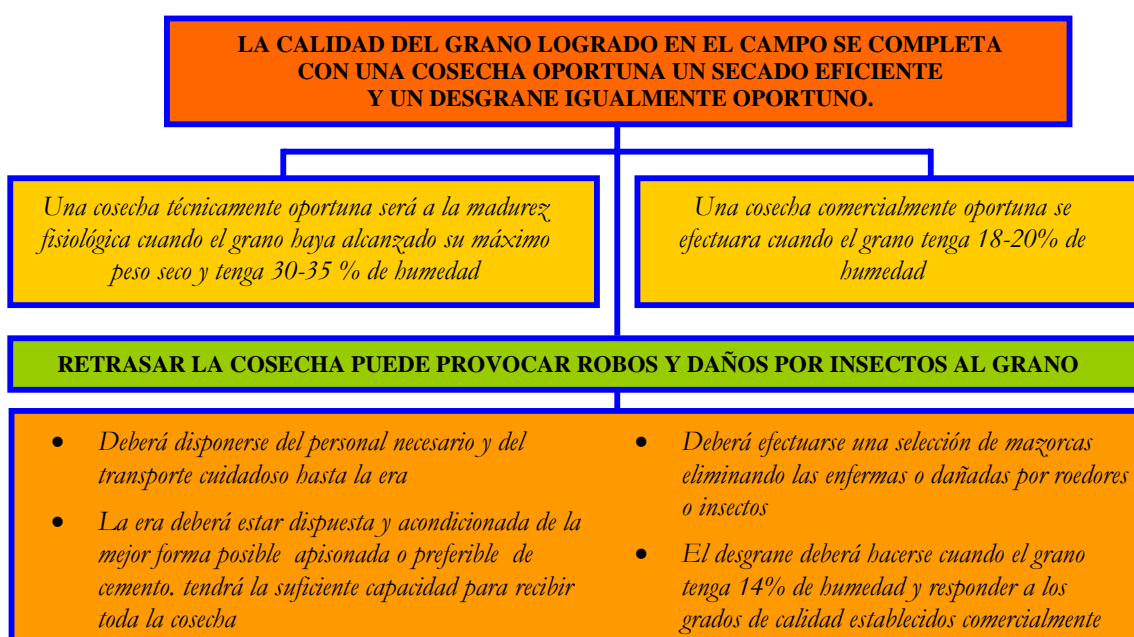 LA CALIDAD DEL GRANO LOGRADO EN EL CAMPO SE COMPLETA
CON UNA COSECHA OPORTUNA UN SECADO EFICIENTE
Y UN DESGRANE IGUALMENTE OPORTUNO.
Una cosecha técnicamente oportuna será a la madurez
fisiológica cuando el grano haya alcanzado su máximo
peso seco y tenga 30-35 % de humedad
Una cosecha comercialmente oportuna se
efectuara cuando el grano tenga 18-20% de
humedad
RETRASAR LA COSECHA PUEDE PROVOCAR ROBOS Y DAÑOS POR INSECTOS AL GRANO
• Deberá disponerse del personal necesario y del
transporte cuidadoso hasta la era
• La era deberá estar dispuesta y acondicionada de la
mejor forma posible apisonada o preferible de
cemento. tendrá la suficiente capacidad para recibir
toda la cosecha
• Deberá efectuarse una selección de mazorcas
eliminando las enfermas o dañadas por roedores
o insectos
• El desgrane deberá hacerse cuando el grano
tenga 14% de humedad y responder a los
grados de calidad establecidos comercialmente